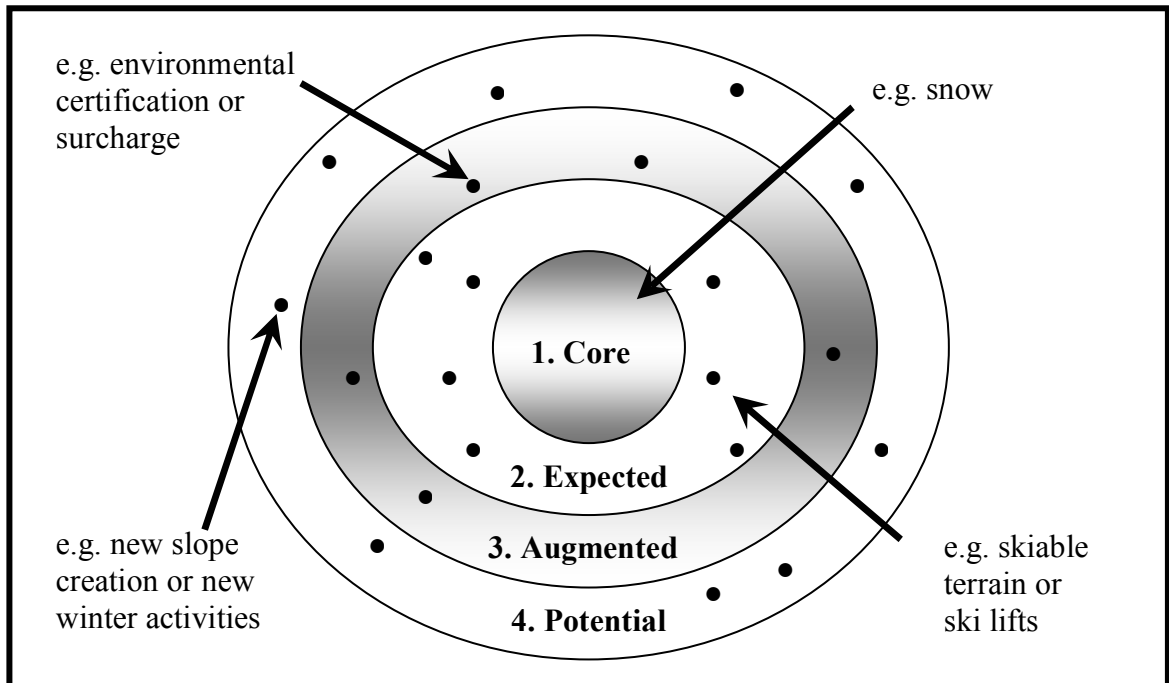 e.g. environmental
certification or
surcharge
e.g. snow
1. Core
2. Expected
3. Augmented
4. Potential
e.g. new slope
creation or new
winter activities
e.g. skiable
terrain or
ski lifts